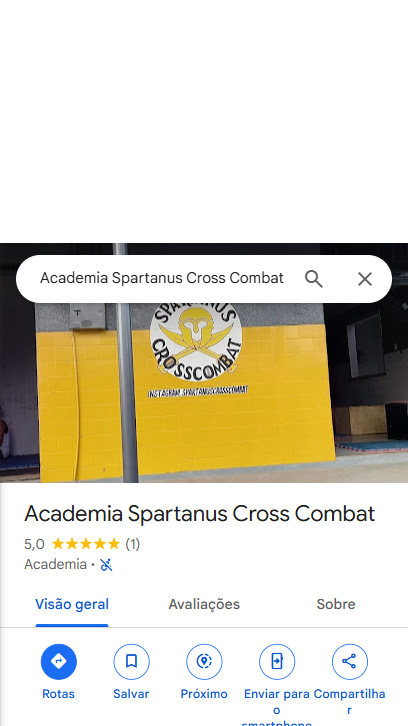 Academia Spartanus Cross Combat
SPARTANUS
CROSSCOMBAT
INSTAGRAM: SPARTANUSCROSSCOMBAT
Academia Spartanus Cross Combat
5,0 ★★★★★ (1)
Academia ·
Visão geral Avaliações Sobre
Rotas Salvar Próximo Enviar para Compartilha
o r
smartphone